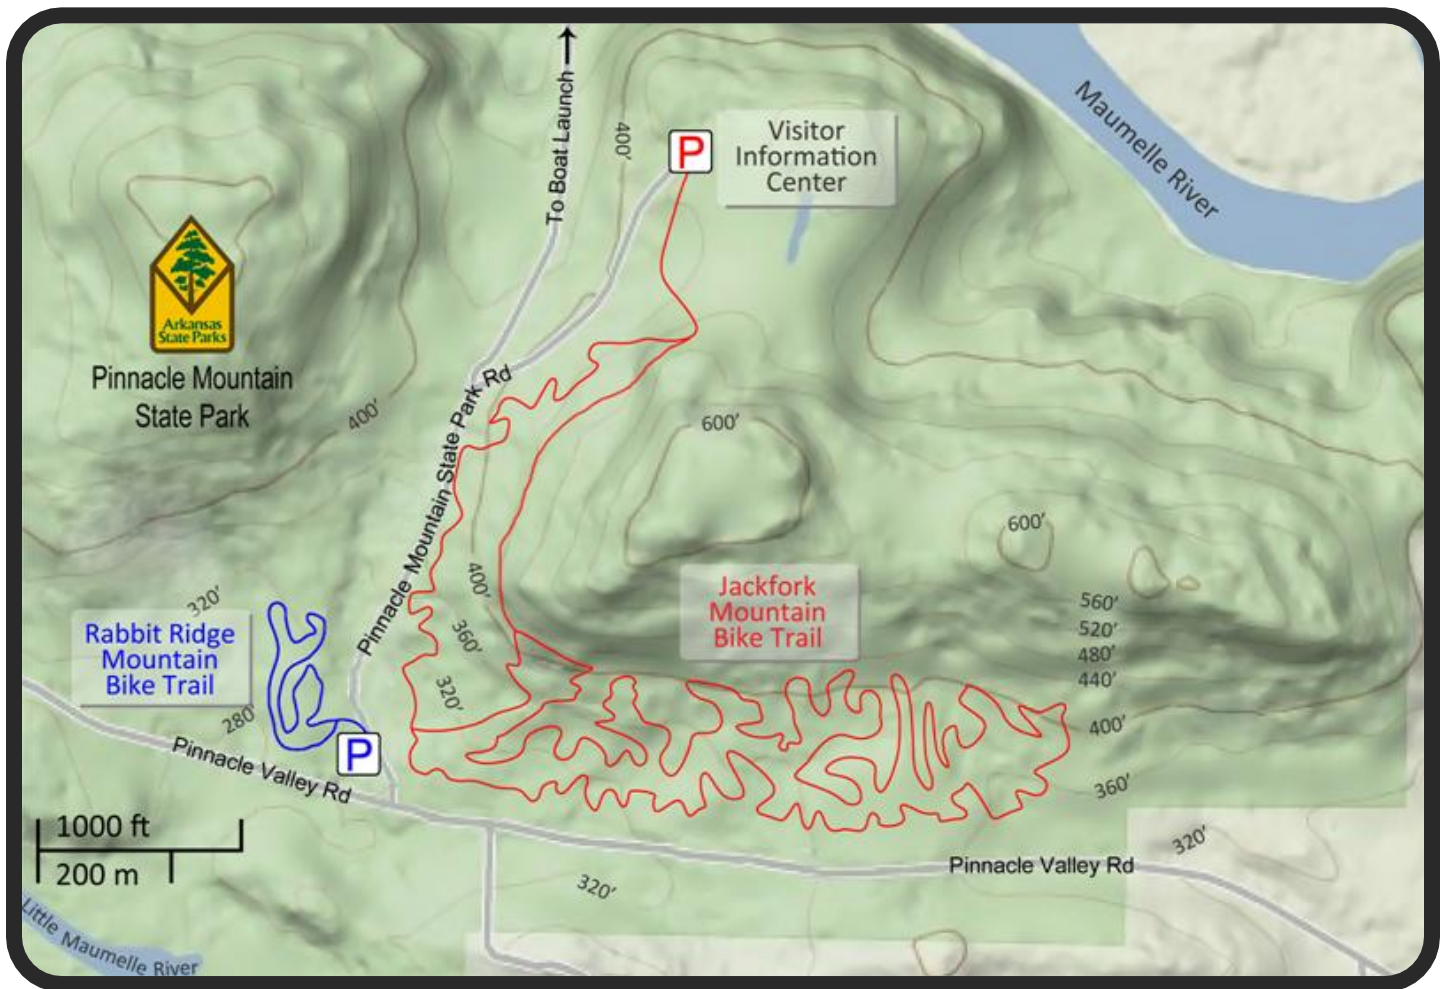 To Boat Launch
400'
P
Visitor
Information
Center
Maumelle River
Arkansas
State Parks
Pinnacle Mountain
State Park
400'
Pinnacle Mountain State Park Rd
600'
600'
400'
Jackfork
Mountain
Bike Trail
320'
Rabbit Ridge
Mountain
Bike Trail
360'
320'
560'
520'
480'
440'
400'
360'
280'
P
Pinnacle Valley Rd
1000 ft
200 m
320'
Pinnacle Valley Rd
320'
Little Maumelle River